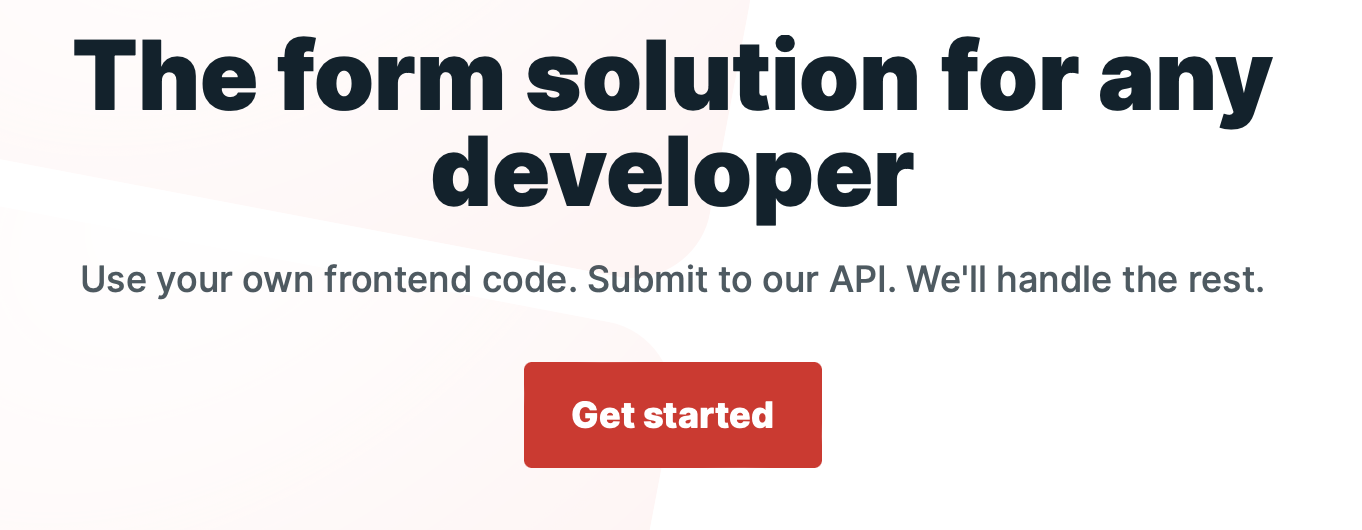 The form solution for any
developer
Use your own frontend code. Submit to our API. We'll handle the rest.
Get started